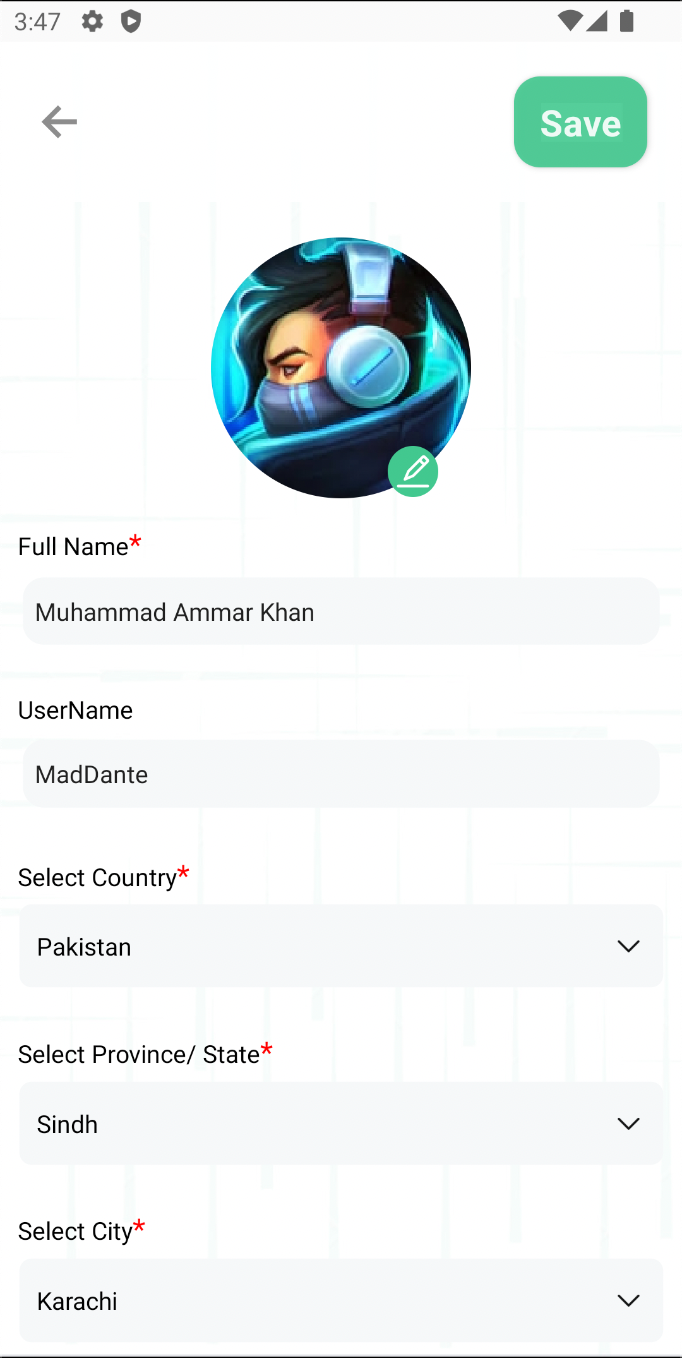 3:47
Save
Full Name*
Muhammad Ammar Khan
UserName
MadDante
Select Country*
Pakistan
Select Province/ State*
Sindh
Select City*
Karachi